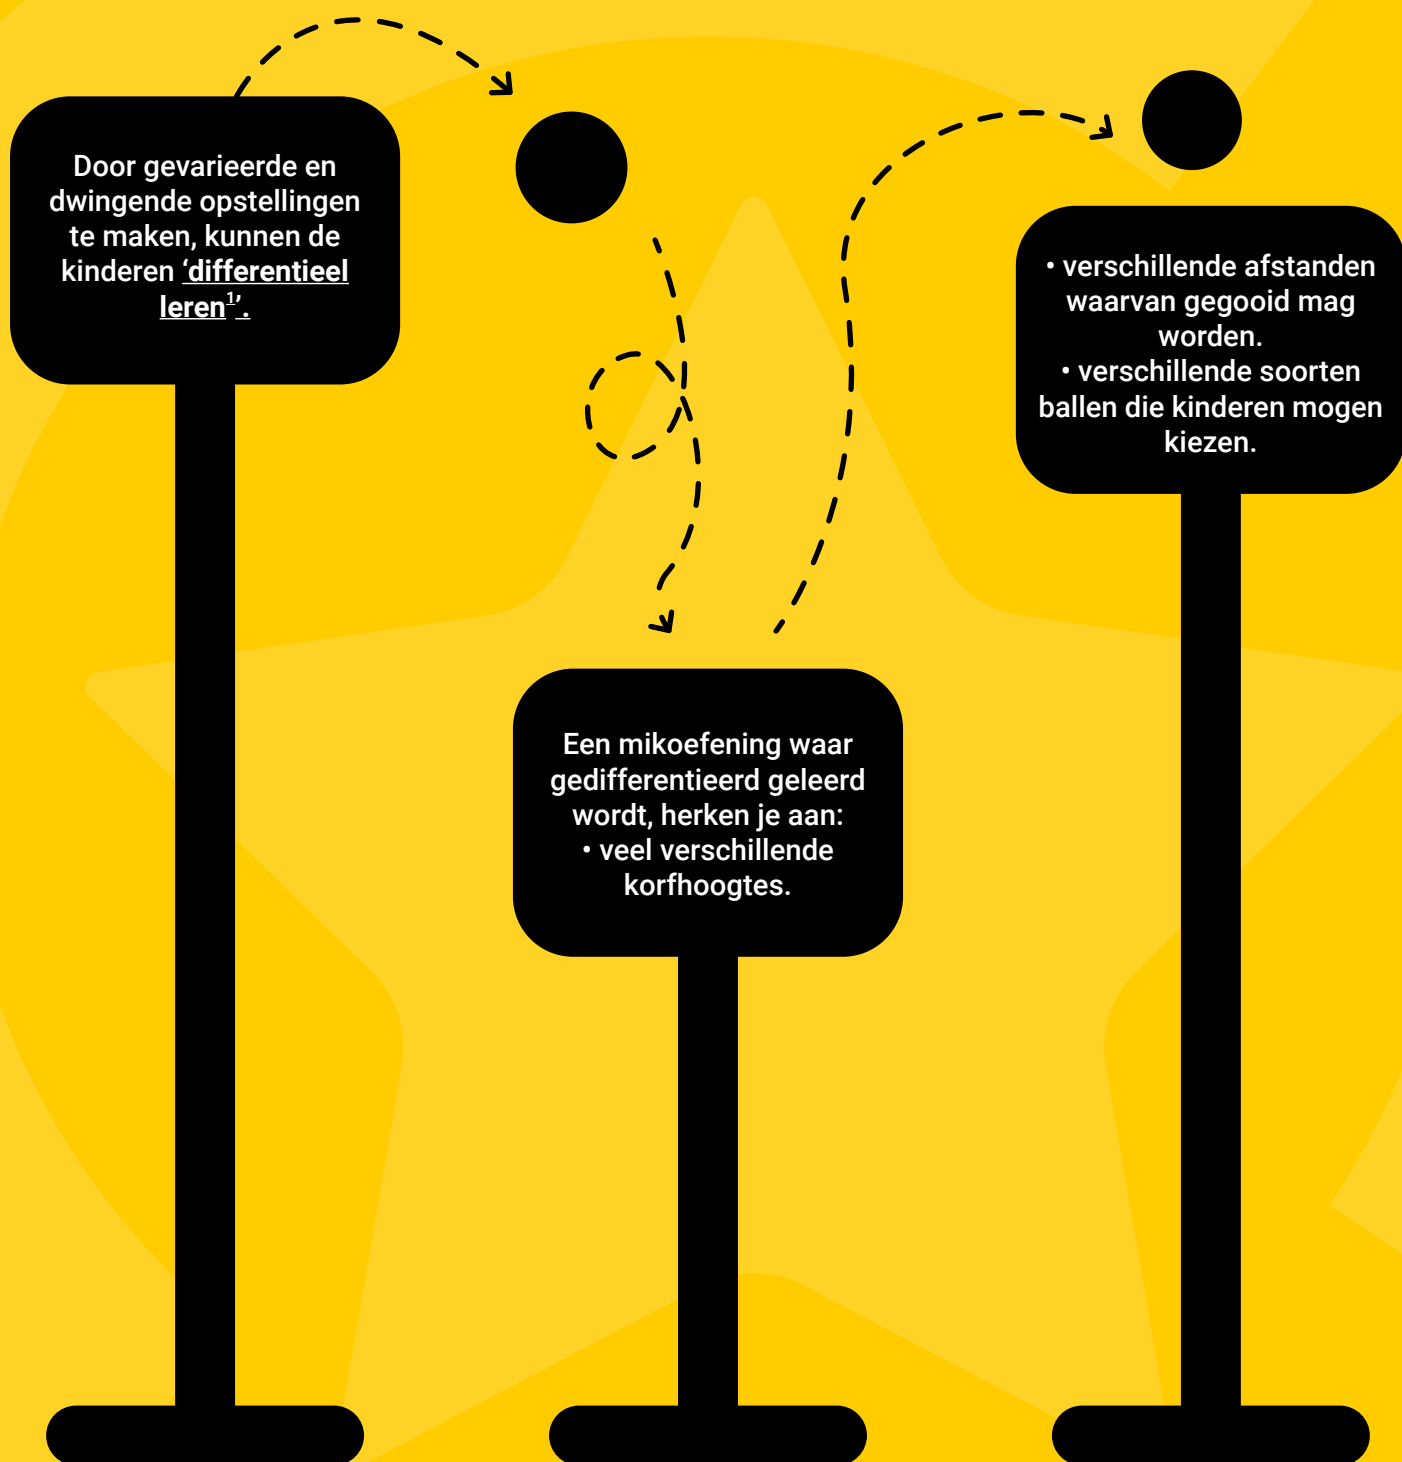 Door gevarieerde en
dwingende opstellingen
te maken, kunnen de
kinderen ‘differentieel
leren¹’.
Een mikoefening waar
gedifferentieerd geleerd
wordt, herken je aan:
• veel verschillende
korfhoogtes.
• verschillende afstanden
waarvan gegooid mag
worden.
• verschillende soorten
ballen die kinderen mogen
kiezen.